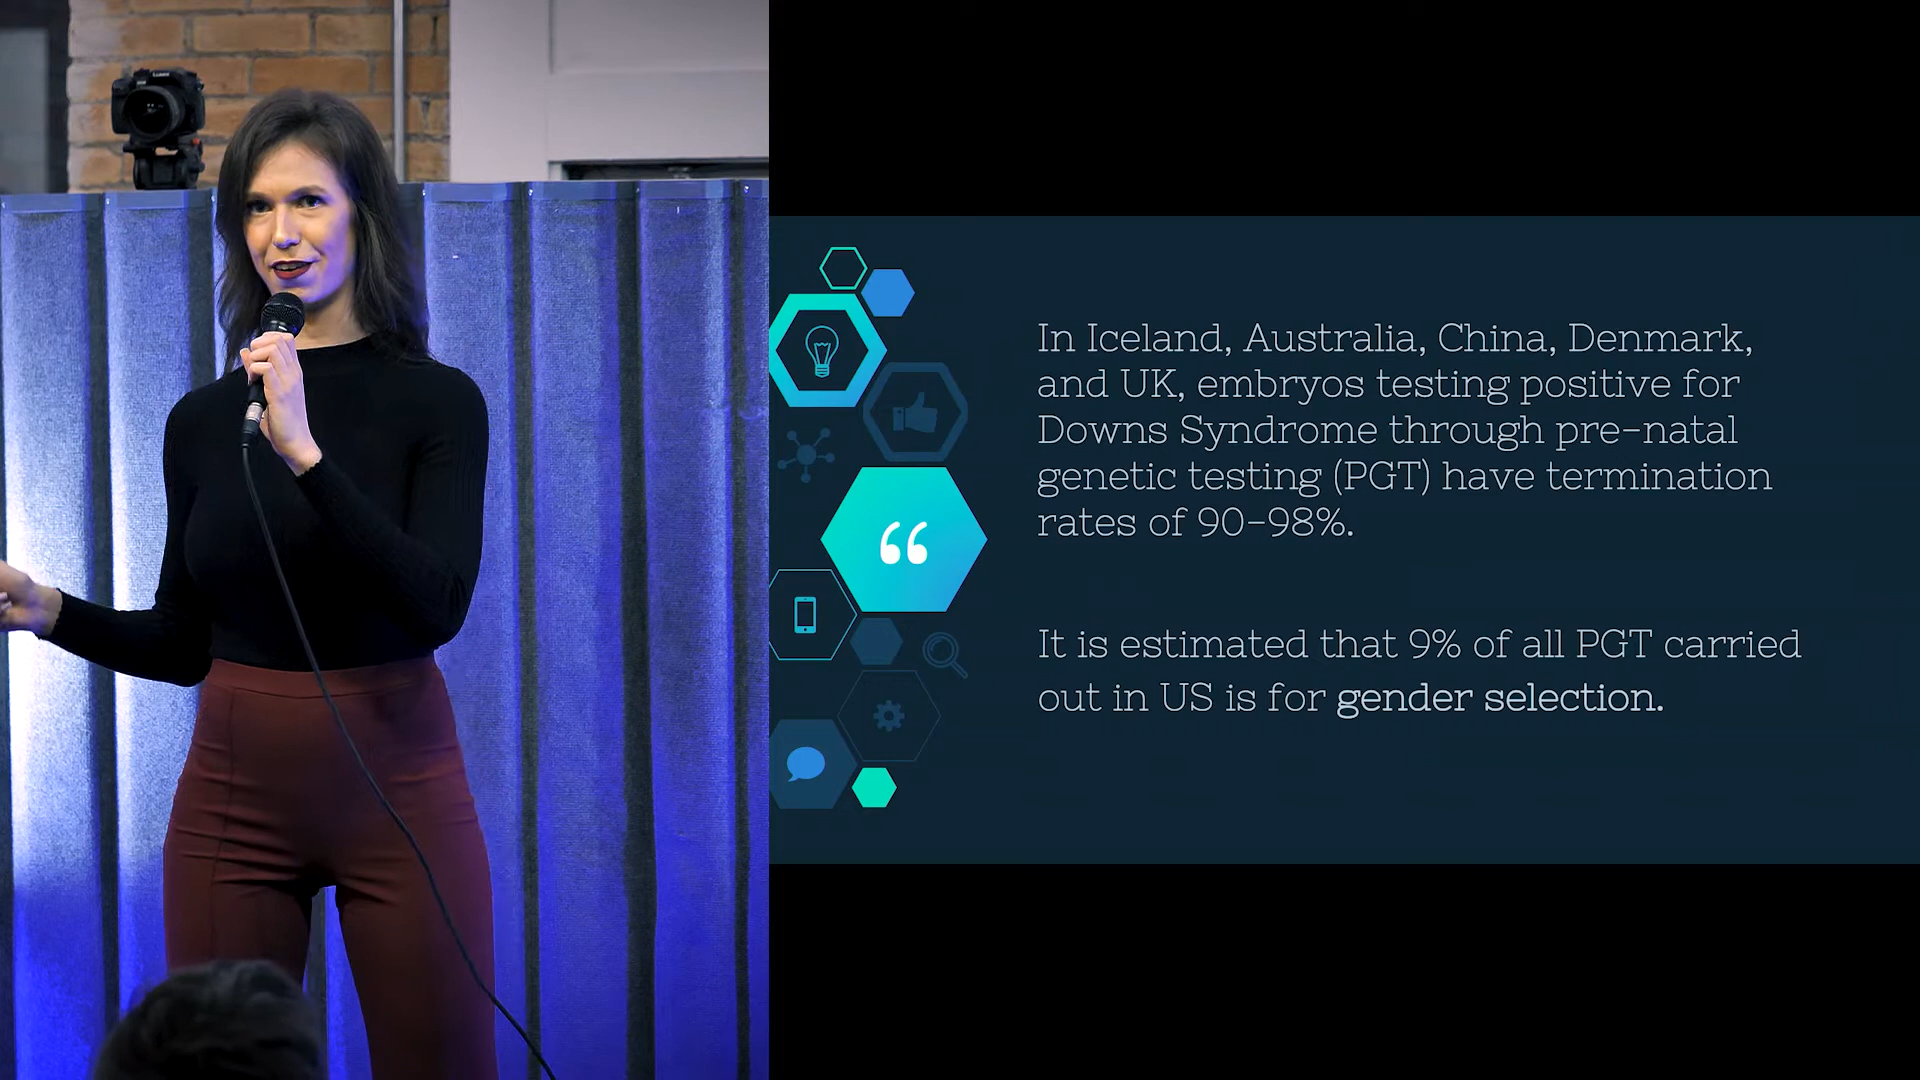 LUMIX
In Iceland, Australia, China, Denmark,
and UK, embryos testing positive for
Downs Syndrome through pre-natal
genetic testing (PGT) have termination
rates of 90-98%.
It is estimated that 9% of all PGT carried
out in US is for gender selection.